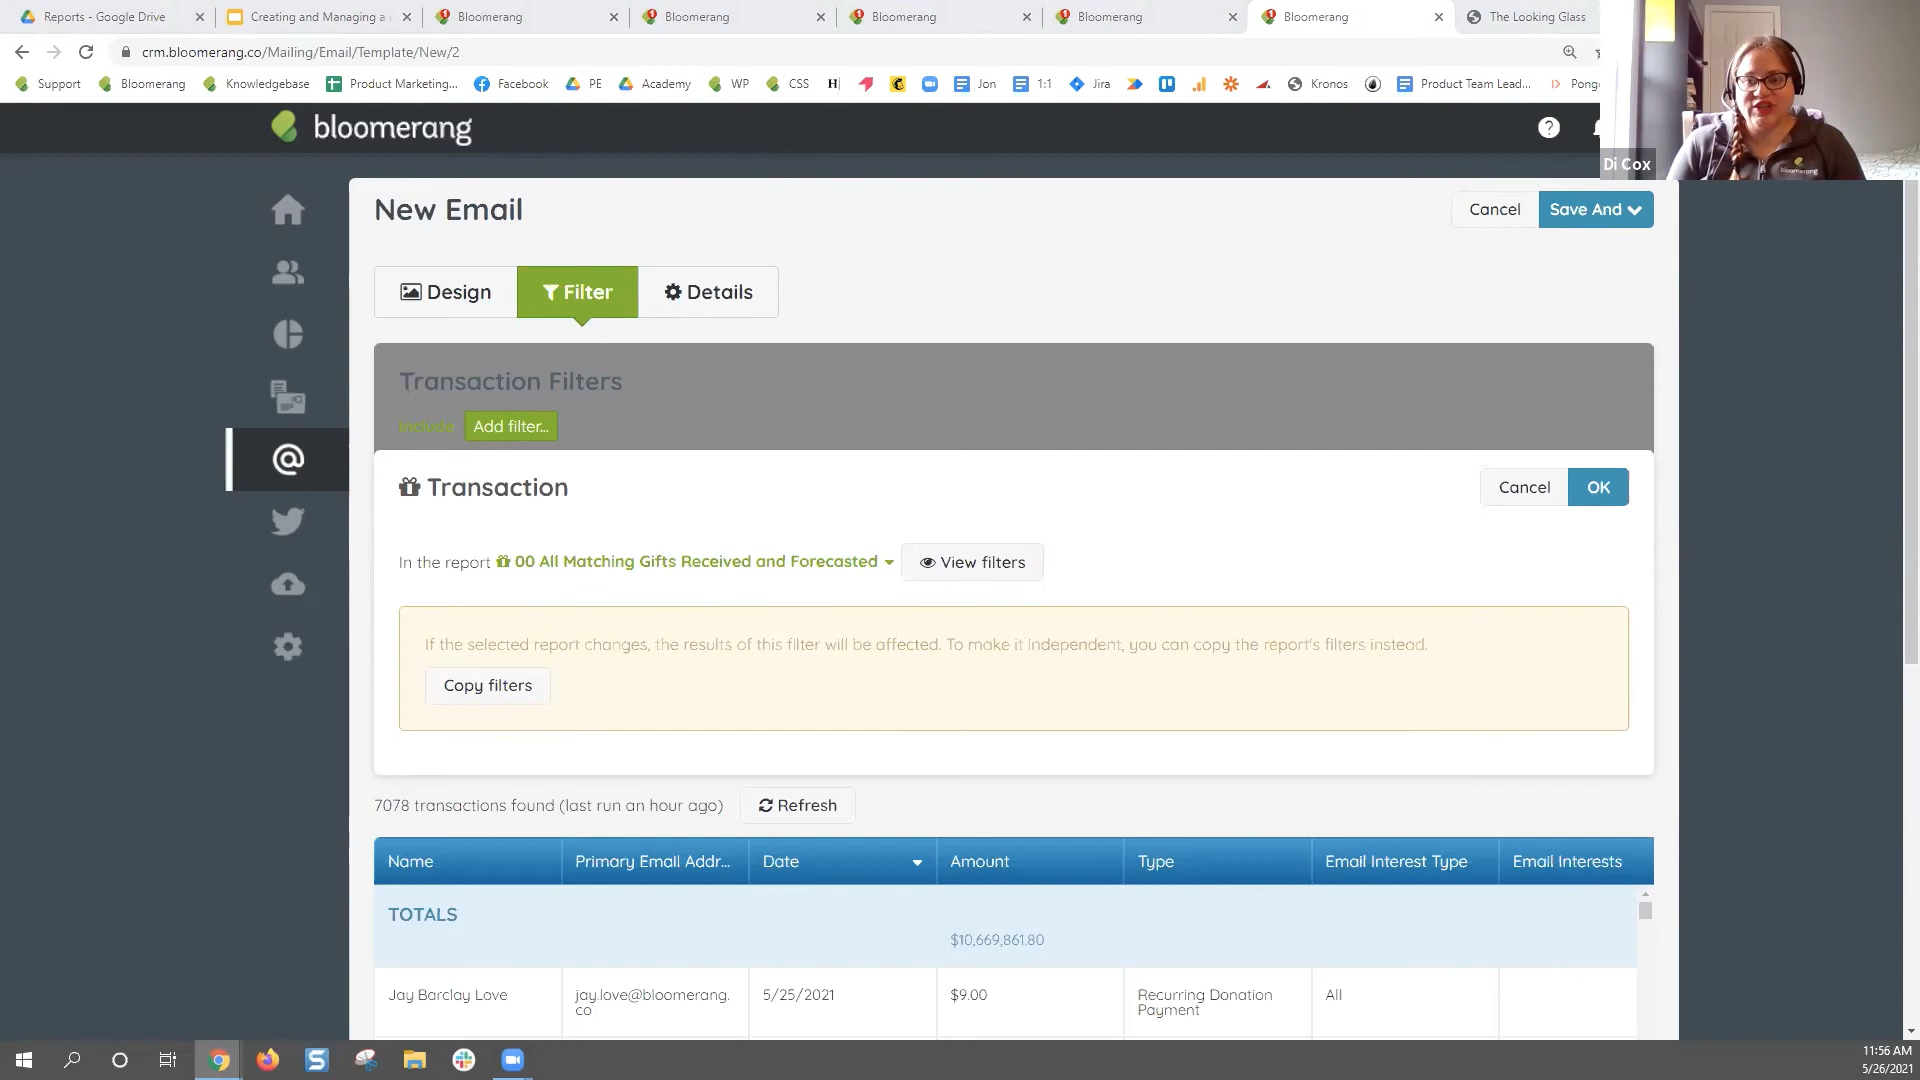 Reports - Google Drive
Creating and Managing a
Bloomerang
Bloomerang
Bloomerang
Bloomerang
Bloomerang
The Looking Glass
crm.bloomerang.co/Mailing/Email/Template/New/2
Support
Bloomerang
Knowledgebase
Product Marketing...
Facebook
PE
Academy
WP
CSS
H
Jon
1:1
Jira
Kronos
Product Team Lead...
Pong
bloomerang
Di Cox
New Email
Cancel
Save And
Design
Filter
Details
Transaction Filters
Include
Add filter...
Transaction
Cancel
OK
In the report 00 All Matching Gifts Received and Forecasted
View filters
If the selected report changes, the results of this filter will be affected. To make it independent, you can copy the report's filters instead.
Copy filters
7078 transactions found (last run an hour ago)
Refresh
Name
Primary Email Addr...
Date
Amount
Type
Email Interest Type
Email Interests
TOTALS
$10,669,861.80
Jay Barclay Love
jay.love@bloomerang.
co
5/25/2021
$9.00
Recurring Donation
Payment
All
11:56 AM
5/26/2021